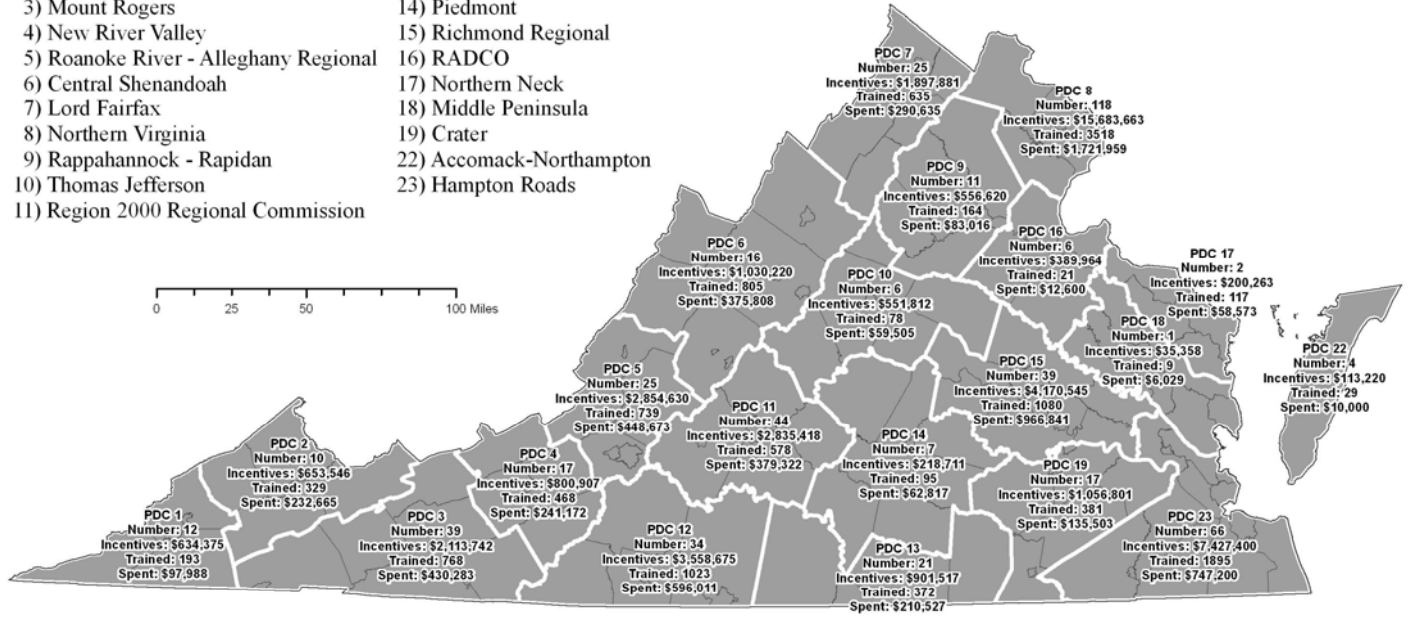 3) Mount Rogers
4) New River Valley
5) Roanoke River - Alleghany Regional
6) Central Shenandoah
7) Lord Fairfax
8) Northern Virginia
9) Rappahannock - Rapidan
10) Thomas Jefferson
11) Region 2000 Regional Commission
14) Piedmont
15) Richmond Regional
16) RADCO
17) Northern Neck
18) Middle Peninsula
19) Crater
22) Accomack-Northampton
23) Hampton Roads
0 25 50 100 Miles
PDC 7
Number: 25
Incentives: $1,897,881
Trained: 635
Spent: $290,635
PDC 8
Number: 118
Incentives: $15,683,663
Trained: 3518
Spent: $1,721,959
PDC 9
Number: 11
Incentives: $556,620
Trained: 164
Spent: $83,016
PDC 16
Number: 6
Incentives: $389,964
Trained: 21
Spent: $12,600
PDC 17
Number: 2
Incentives: $200,263
Trained: 117
Spent: $58,573
PDC 6
Number: 16
Incentives: $1,030,220
Trained: 805
Spent: $375,808
PDC 10
Number: 6
Incentives: $551,812
Trained: 78
Spent: $59,505
PDC 18
Number: 1
Incentives: $35,358
Trained: 9
Spent: $6,029
PDC 22
Number: 4
Incentives: $113,220
Trained: 29
Spent: $10,000
PDC 5
Number: 25
Incentives: $2,854,630
Trained: 739
Spent: $448,673
PDC 15
Number: 39
Incentives: $4,170,545
Trained: 1080
Spent: $966,841
PDC 11
Number: 44
Incentives: $2,835,418
Trained: 578
Spent: $379,322
PDC 14
Number: 7
Incentives: $218,711
Trained: 95
Spent: $62,817
PDC 2
Number: 10
Incentives: $653,546
Trained: 329
Spent: $232,665
PDC 4
Number: 17
Incentives: $800,907
Trained: 468
Spent: $241,172
PDC 19
Number: 17
Incentives: $1,056,801
Trained: 381
Spent: $135,503
PDC 1
Number: 12
Incentives: $634,375
Trained: 193
Spent: $97,988
PDC 3
Number: 39
Incentives: $2,113,742
Trained: 768
Spent: $430,283
PDC 12
Number: 34
Incentives: $3,558,675
Trained: 1023
Spent: $596,011
PDC 13
Number: 21
Incentives: $901,517
Trained: 372
Spent: $210,527
PDC 23
Number: 66
Incentives: $7,427,400
Trained: 1895
Spent: $747,200